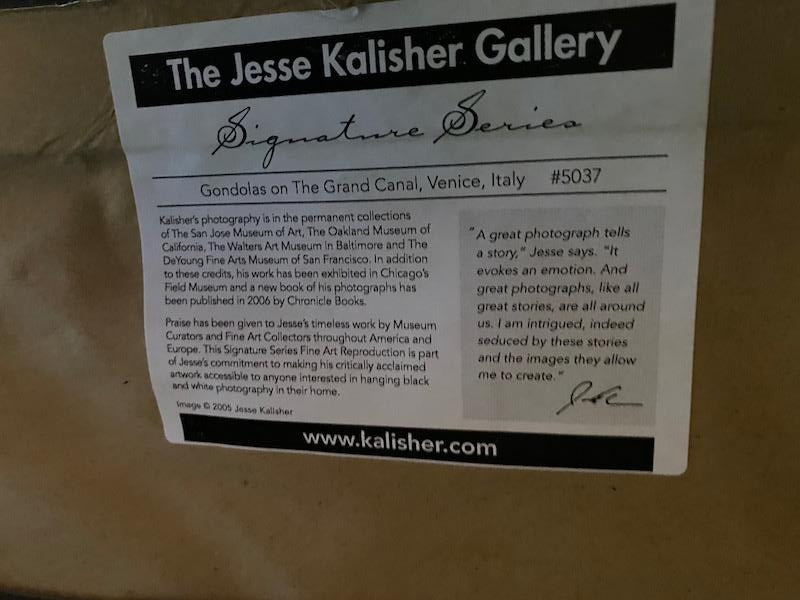 The Jesse Kalisher Gallery
Signature Series
Gondolas on The Grand Canal, Venice, Italy #5037
Kalisher's photography is in the permanent collections
of The San Jose Museum of Art, The Oakland Museum of
California, The Walters Art Museum in Baltimore and The
DeYoung Fine Arts Museum of San Francisco. In addition
to these credits, his work has been exhibited in Chicago's
Field Museum and a new book of his photographs has
been published in 2006 by Chronicle Books.
Praise has been given to Jesse's timeless work by Museum
Curators and Fine Art Collectors throughout America and
Europe. This Signature Series Fine Art Reproduction is part
of Jesse's commitment to making his critically acclaimed
artwork accessible to anyone interested in hanging black
and white photography in their home.
Image © 2005 Jesse Kalisher
"A great photograph tells
a story," Jesse says. "It
evokes an emotion. And
great photographs, like all
great stories, are all around
us. I am intrigued, indeed
seduced by these stories
and the images they allow
me to create."
www.kalisher.com